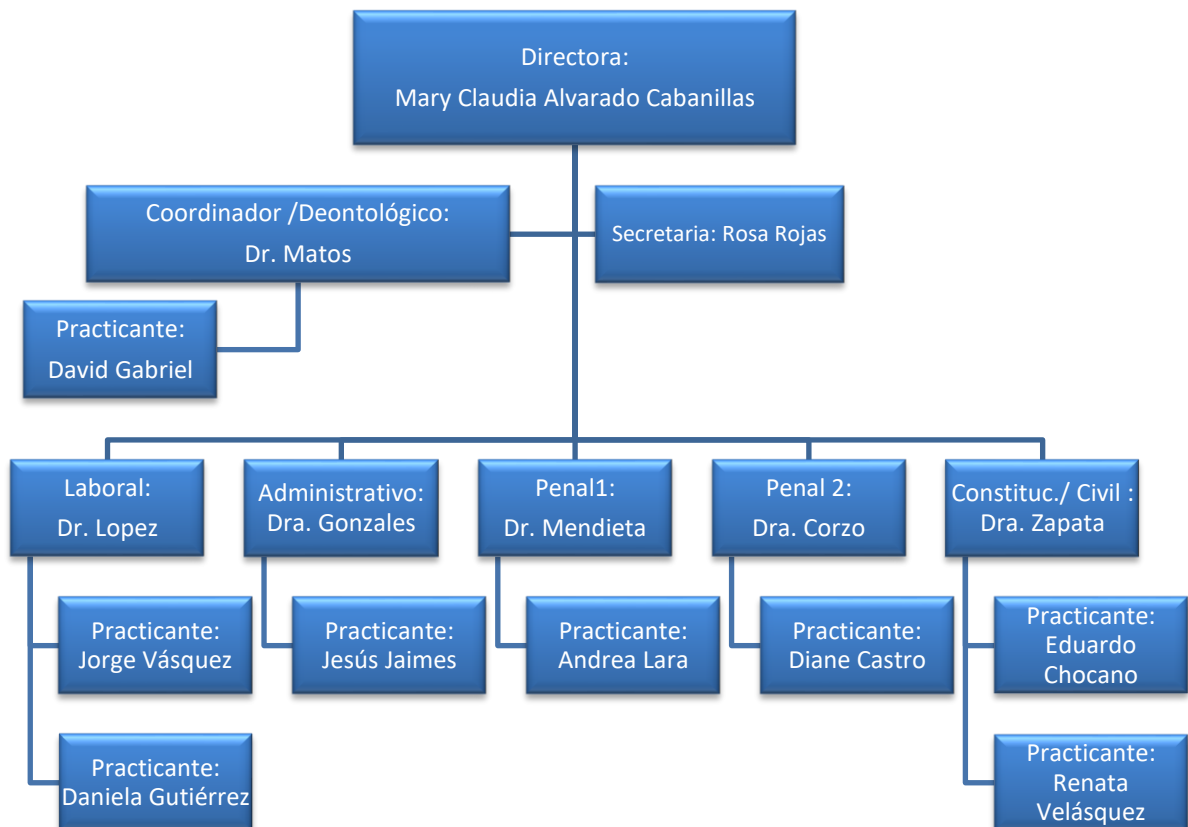 Directora:
Mary Claudia Alvarado Cabanillas
Coordinador /Deontológico:
Dr. Matos
Secretaria: Rosa Rojas
Practicante:
David Gabriel
Laboral:
Dr. Lopez
Administrativo:
Dra. Gonzales
Penal1:
Dr. Mendieta
Penal 2:
Dra. Corzo
Constituc./ Civil :
Dra. Zapata
Practicante:
Jorge Vásquez
Practicante:
Jesús Jaimes
Practicante:
Andrea Lara
Practicante:
Diane Castro
Practicante:
Eduardo
Chocano
Practicante:
Daniela Gutiérrez
Practicante:
Renata
Velásquez